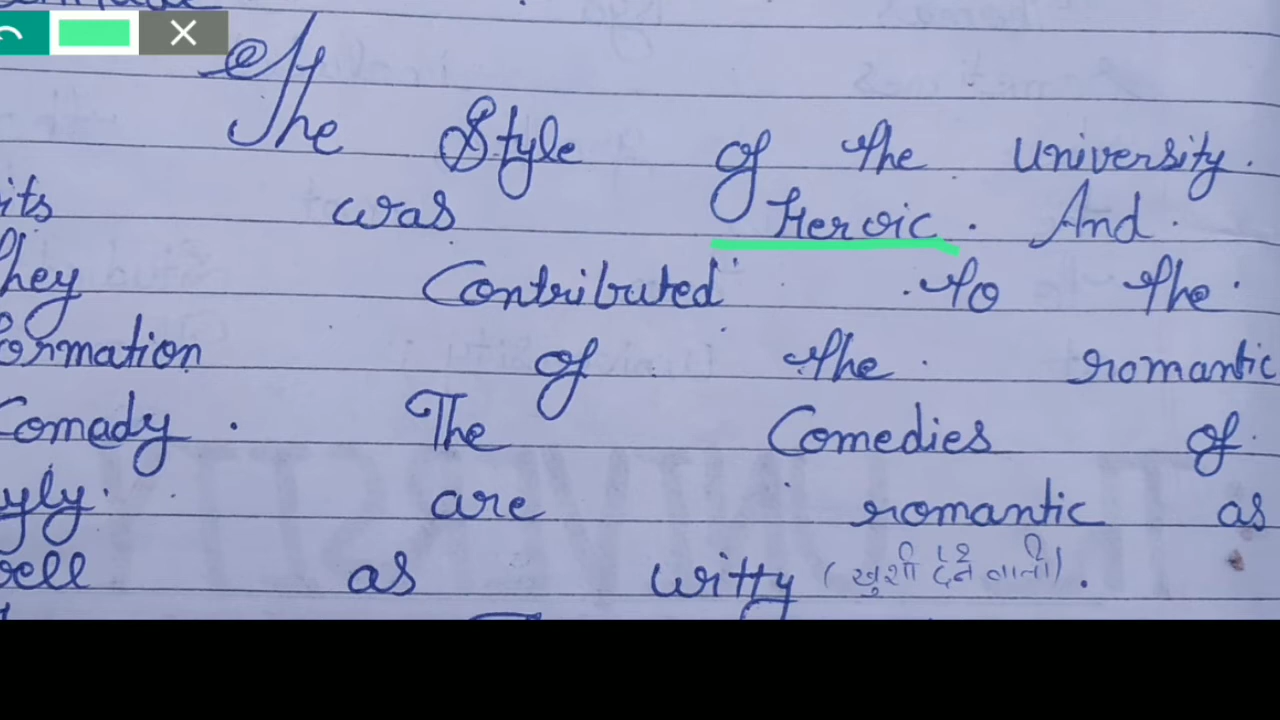 The Style of the University.
its was Heroic. And
they Contributed to the
formation of the romantic
Comady. The Comedies of
yly. are romantic as
well as witty (खुशी देने वाली).